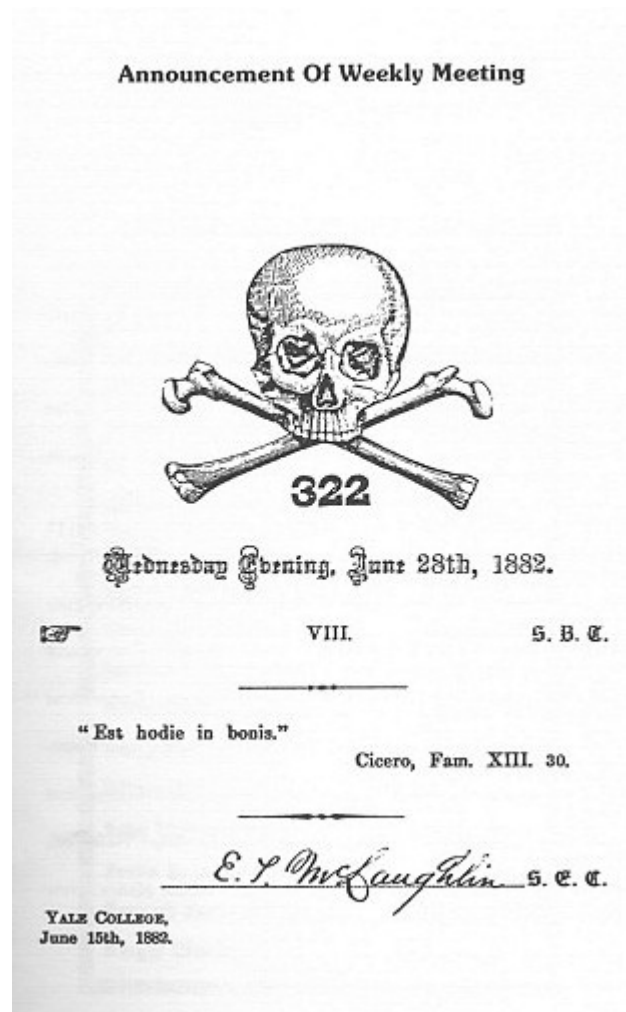 Announcement Of Weekly Meeting
322
Wednesday Evening, June 28th, 1882.
VIII. S. B. T.
"Est hodie in bonis."
Cicero, Fam. XIII. 30.
E. T. McLaughlin S. E. C.
YALE COLLEGE,
June 15th, 1882.